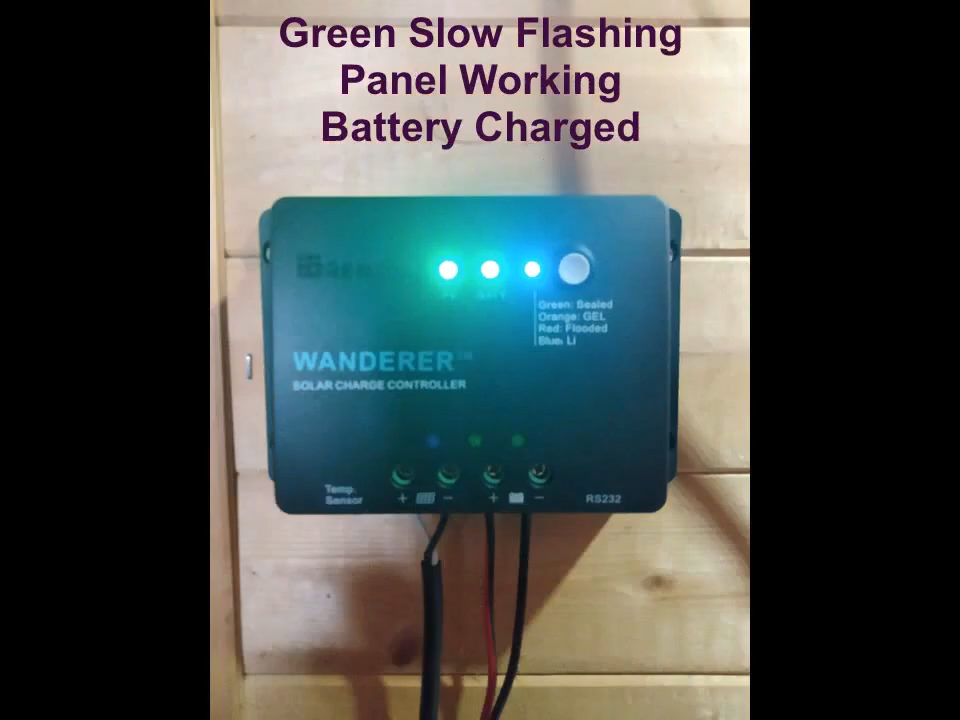 Green Slow Flashing
Panel Working
Battery Charged
Green: Sealed
Orange: GEL
Red: Flooded
Blue: Li
WANDERER
SOLAR CHARGE CONTROLLER
Temp.
Sensor
+ - + -
RS232